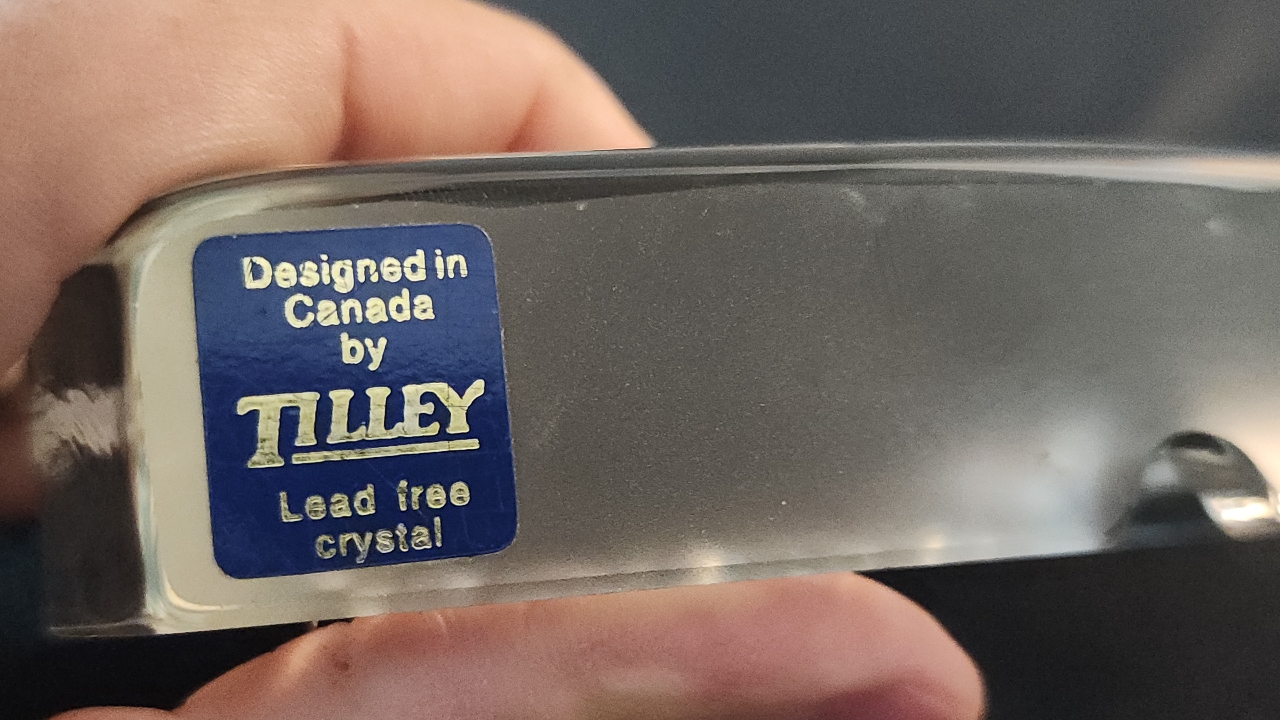 Designed in
Canada
by
TILLEY
Lead free
crystal